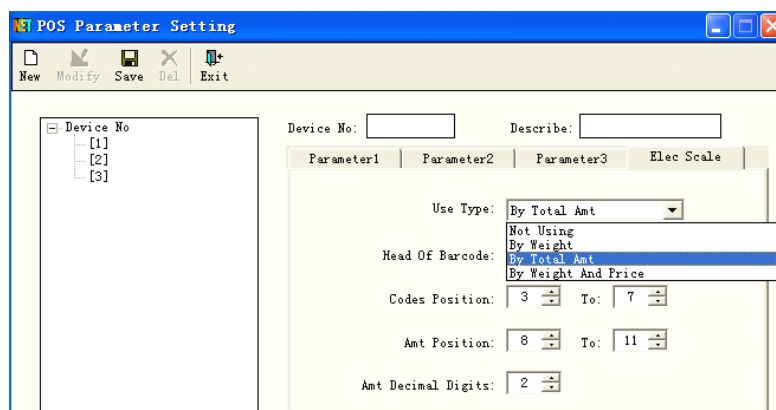 NET POS Parameter Setting
New Modify Save Del Exit
Device No
[1]
[2]
[3]
Device No: Describe:
Parameter1 Parameter2 Parameter3 Elec Scale
Use Type: By Total Amt
Not Using
By Weight
Head Of Barcode: By Total Amt
By Weight And Price
Codes Position: 3 To: 7
Amt Position: 8 To: 11
Amt Decimal Digits: 2